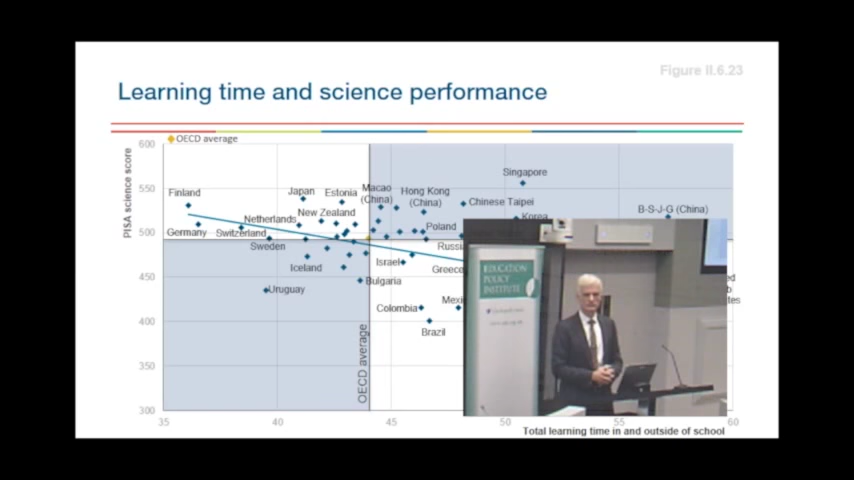 Figure II.6.23
Learning time and science performance
OECD average
600
Singapore
Finland
550
Japan
Estonia
Macao
(China)
Hong Kong
(China)
Chinese Taipei
B-S-J-G (China)
Netherlands
New Zealand
Korea
PISA science score
Germany
Switzerland
500
Poland
Sweden
Russia
Israel
Greece
Iceland
450
Uruguay
Bulgaria
Colombia
400
Brazil
OECD average
350
300
35
40
45
50
55
60
Total learning time in and outside of school
EDUCATION
POLICY
INSTITUTE